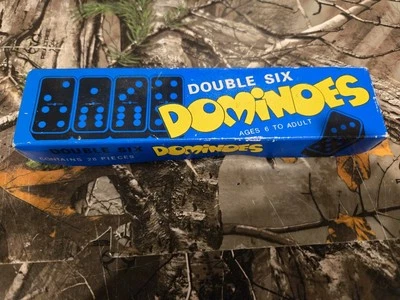 DOUBLE SIX
DOMINOES
AGES 6 TO ADULT
DOUBLE SIX
DOMINOES
CONTAINS 28 PIECES